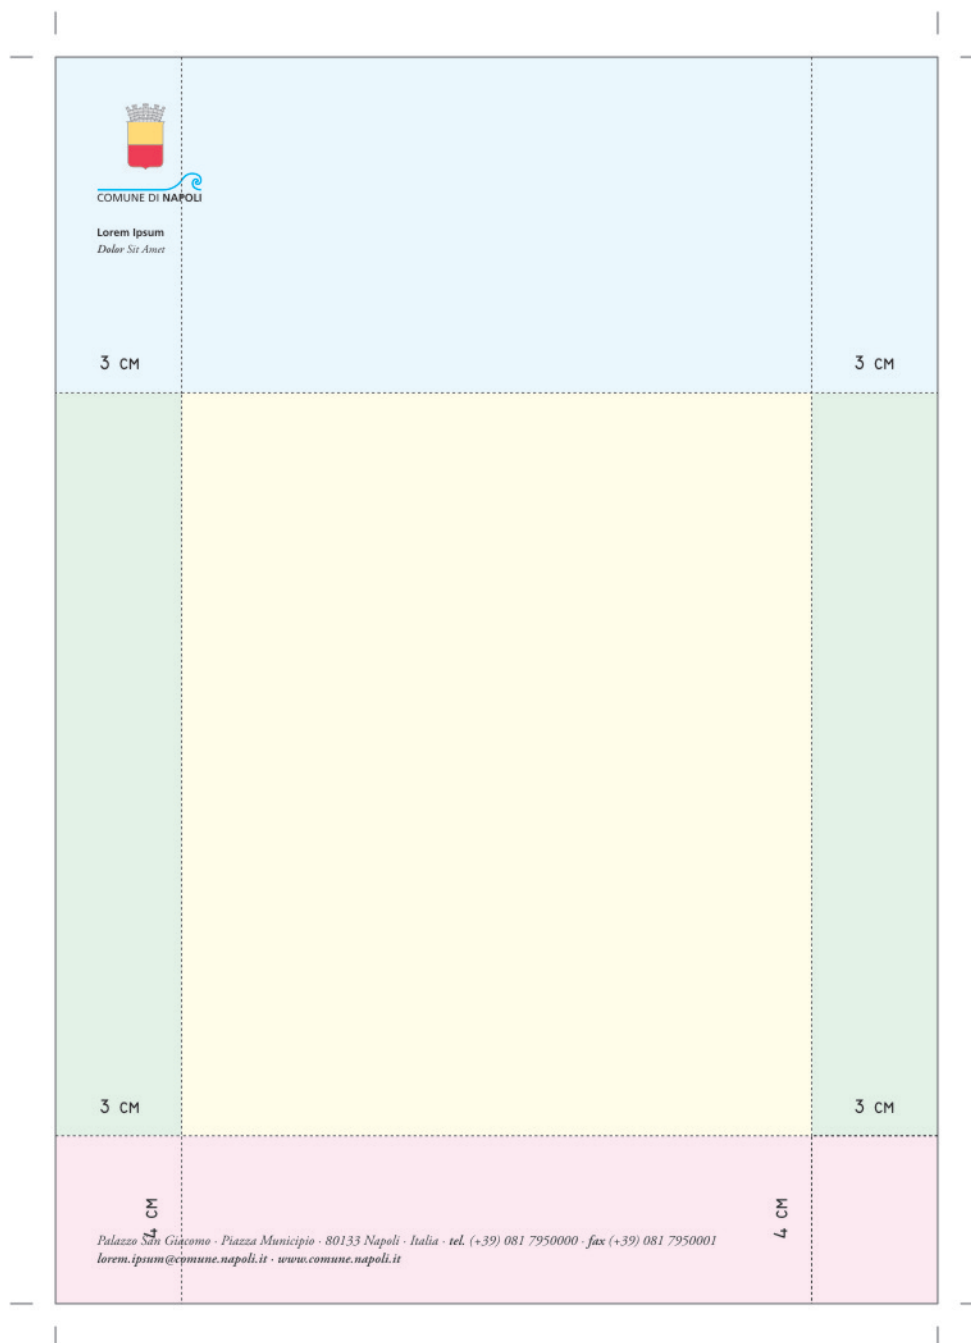 COMUNE DI NAPOLI
Lorem Ipsum
Dolor Sit Amet
3 CM
3 CM
3 CM
3 CM
4 CM
4 CM
Palazzo San Giacomo · Piazza Municipio · 80133 Napoli · Italia · tel. (+39) 081 7950000 · fax (+39) 081 7950001
lorem.ipsum@comune.napoli.it · www.comune.napoli.it